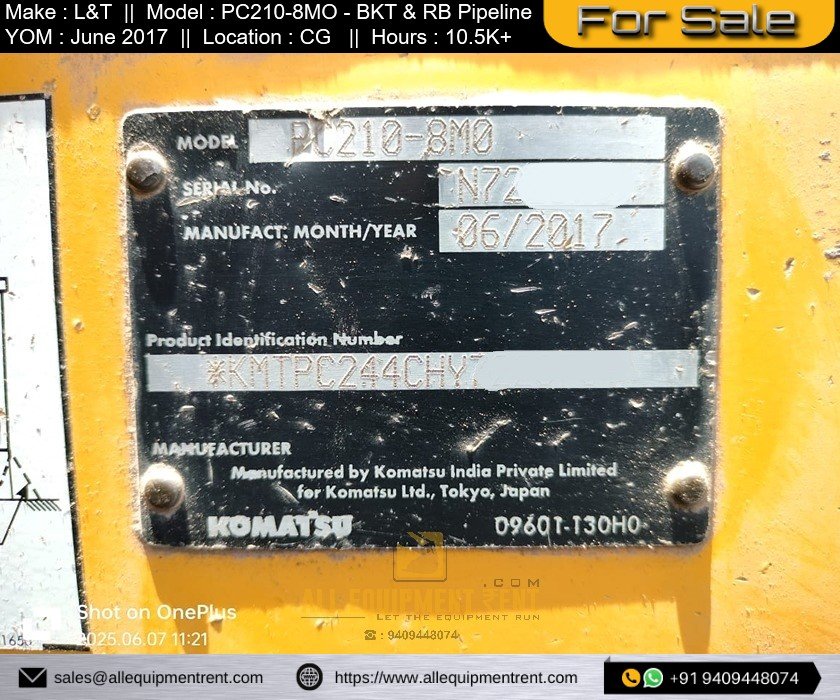 Make : L&T || Model : PC210-8MO - BKT & RB Pipeline
YOM : June 2017 || Location : CG || Hours : 10.5K+
For Sale
MODEL PC210-8M0
SERIAL No. N72
MANUFACT. MONTH/YEAR 06/2017
Product Identification Number
*KMTPC244CHY7
MANUFACTURER
Manufactured by Komatsu India Private Limited
for Komatsu Ltd., Tokyo, Japan
KOMATSU 09601-T30H0
.COM
ALL EQUIPMENT RENT
LET THE EQUIPMENT RUN
: 9409448074
Shot on OnePlus
2025.06.07 11:21
sales@allequipmentrent.com https://www.allequipmentrent.com +91 9409448074